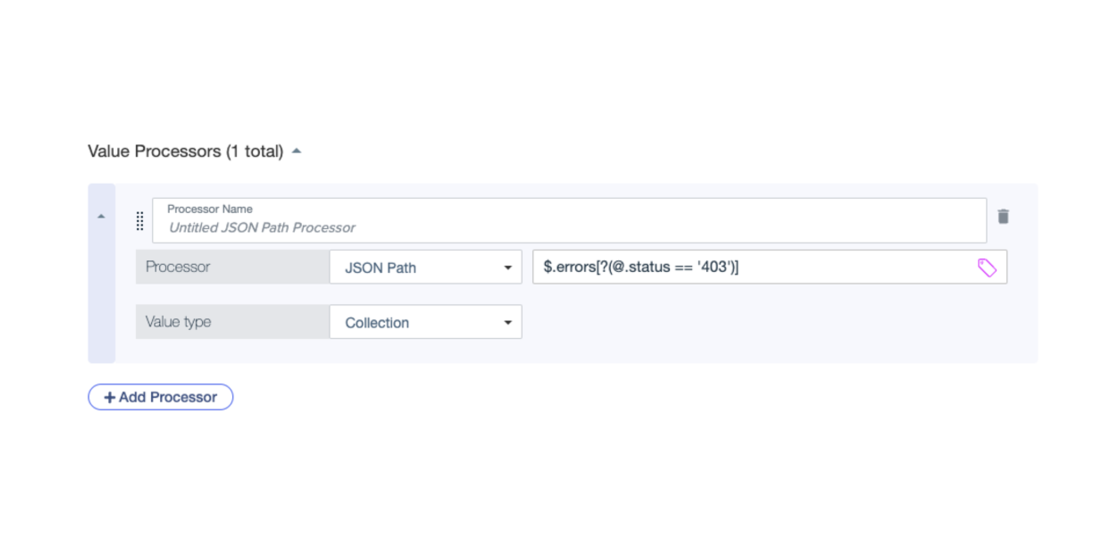 Value Processors (1 total)
Processor Name
Untitled JSON Path Processor
Processor JSON Path $.errors[?(@.status == '403')]
Value type Collection
+ Add Processor